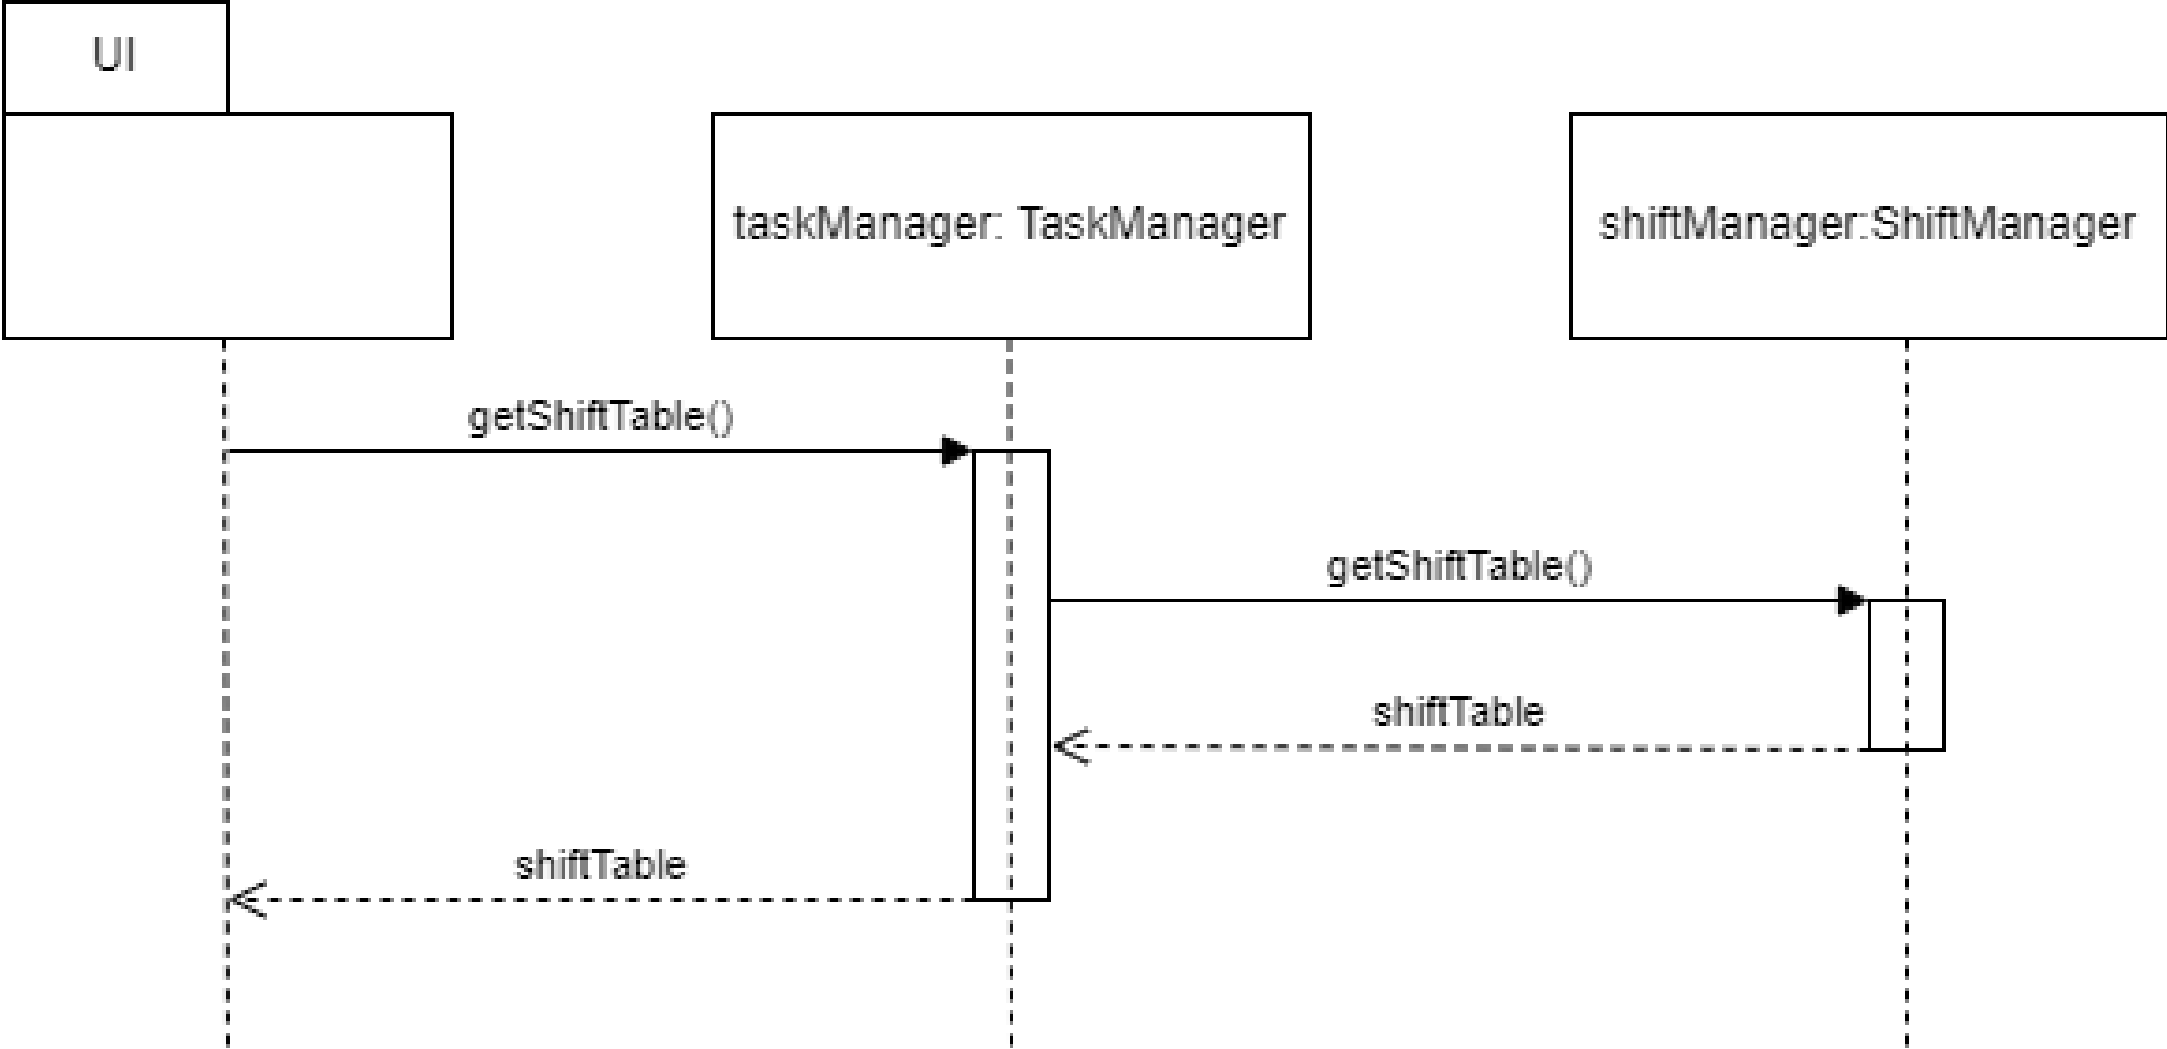 UI
taskManager: TaskManager
shiftManager:ShiftManager
getShiftTable()
getShiftTable()
shiftTable
shiftTable